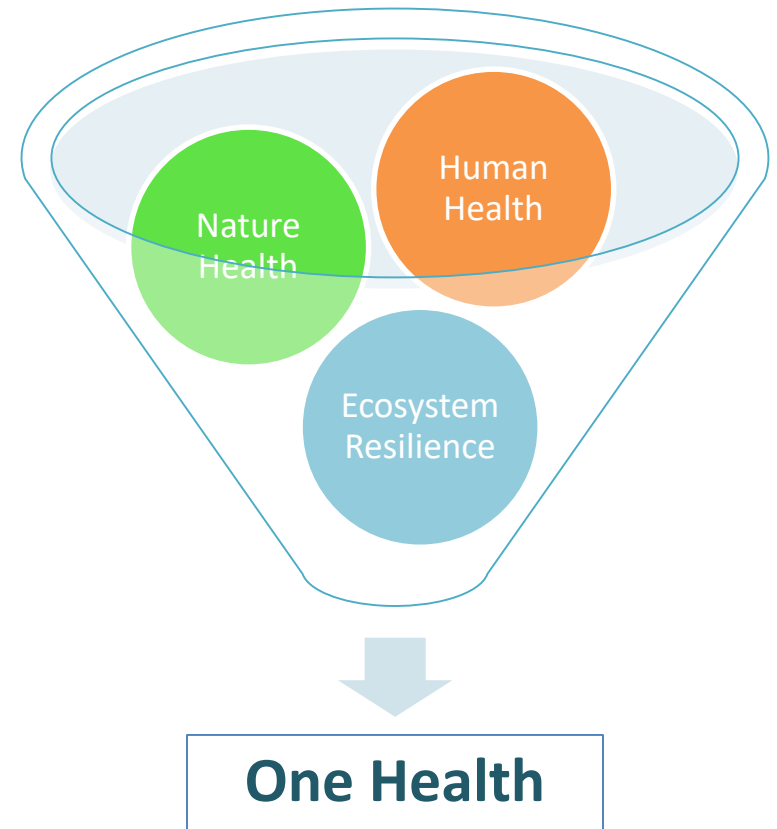 Human
Health
Nature
Health
Ecosystem
Resilience
One Health